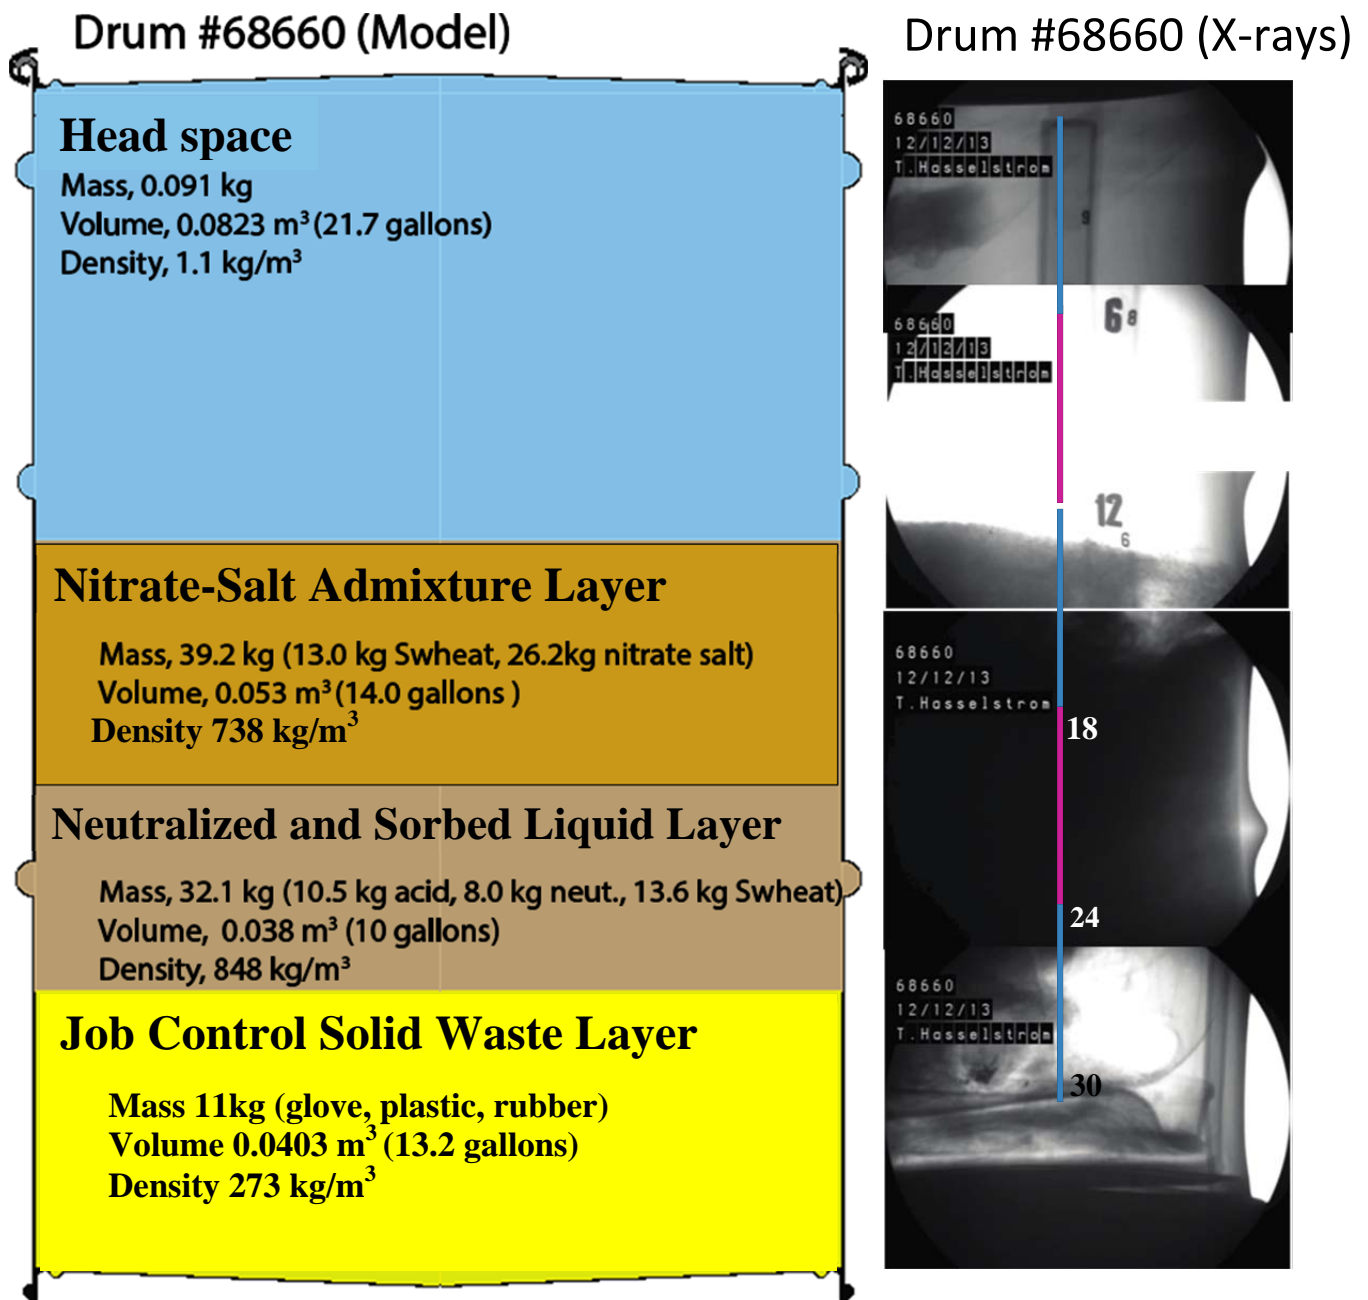 Drum #68660 (Model)
Head space
Mass, 0.091 kg
Volume, 0.0823 m³ (21.7 gallons)
Density, 1.1 kg/m³
Nitrate-Salt Admixture Layer
Mass, 39.2 kg (13.0 kg Swheat, 26.2kg nitrate salt)
Volume, 0.053 m³ (14.0 gallons )
Density 738 kg/m³
Neutralized and Sorbed Liquid Layer
Mass, 32.1 kg (10.5 kg acid, 8.0 kg neut., 13.6 kg Swheat)
Volume, 0.038 m³ (10 gallons)
Density, 848 kg/m³
Job Control Solid Waste Layer
Mass 11kg (glove, plastic, rubber)
Volume 0.0403 m³ (13.2 gallons)
Density 273 kg/m³
Drum #68660 (X-rays)
68660
12/12/13
T.Hasselstrom
9
68660
12/12/13
T.Hasselstrom
6 8
12
6
68660
12/12/13
T.Hasselstrom
18
24
68660
12/12/13
T.Hasselstrom
30